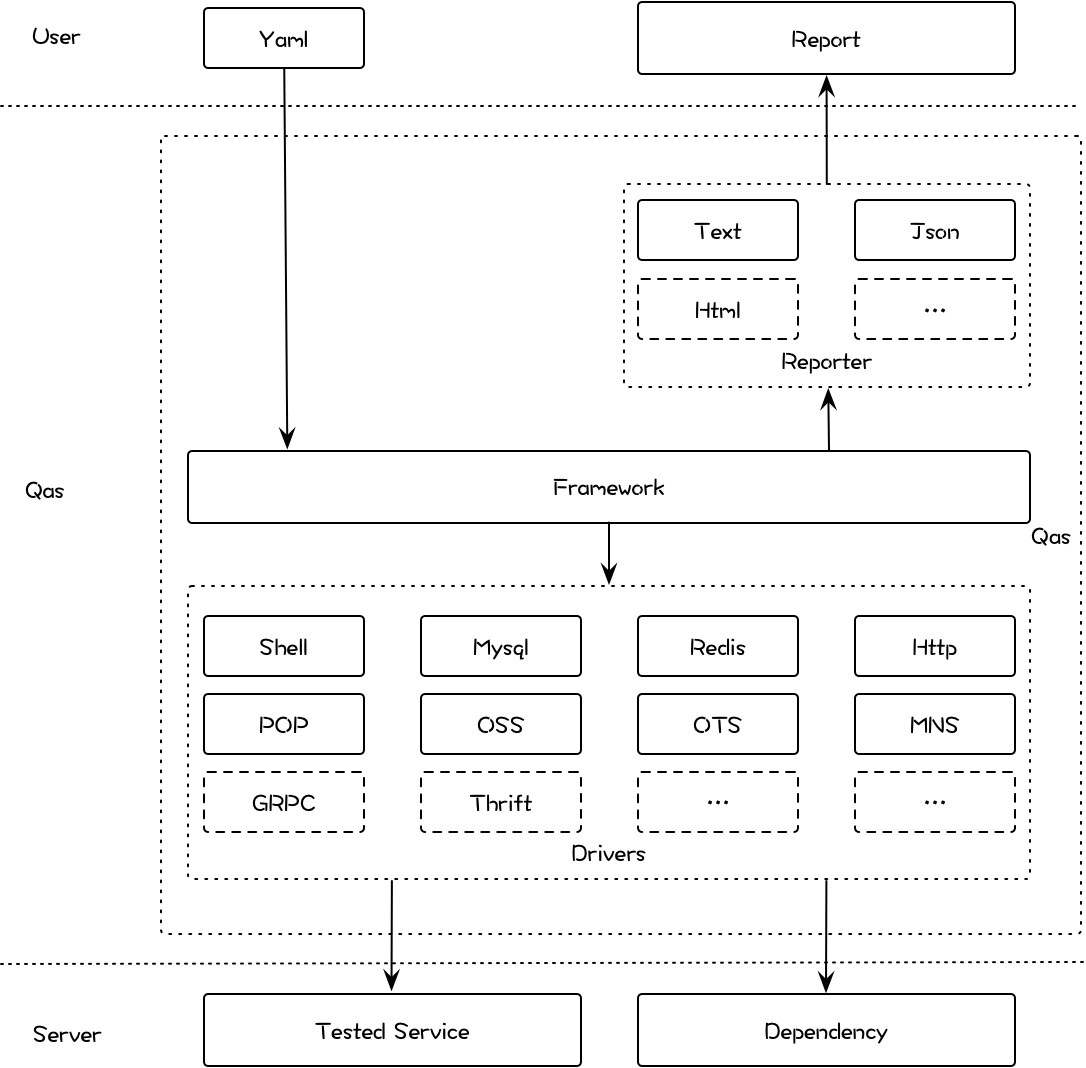 User
Yaml
Report
Text
Json
Html
...
Reporter
Qas
Framework
Qas
Shell
Mysql
Redis
Http
POP
OSS
OTS
MNS
GRPC
Thrift
...
...
Drivers
Server
Tested Service
Dependency